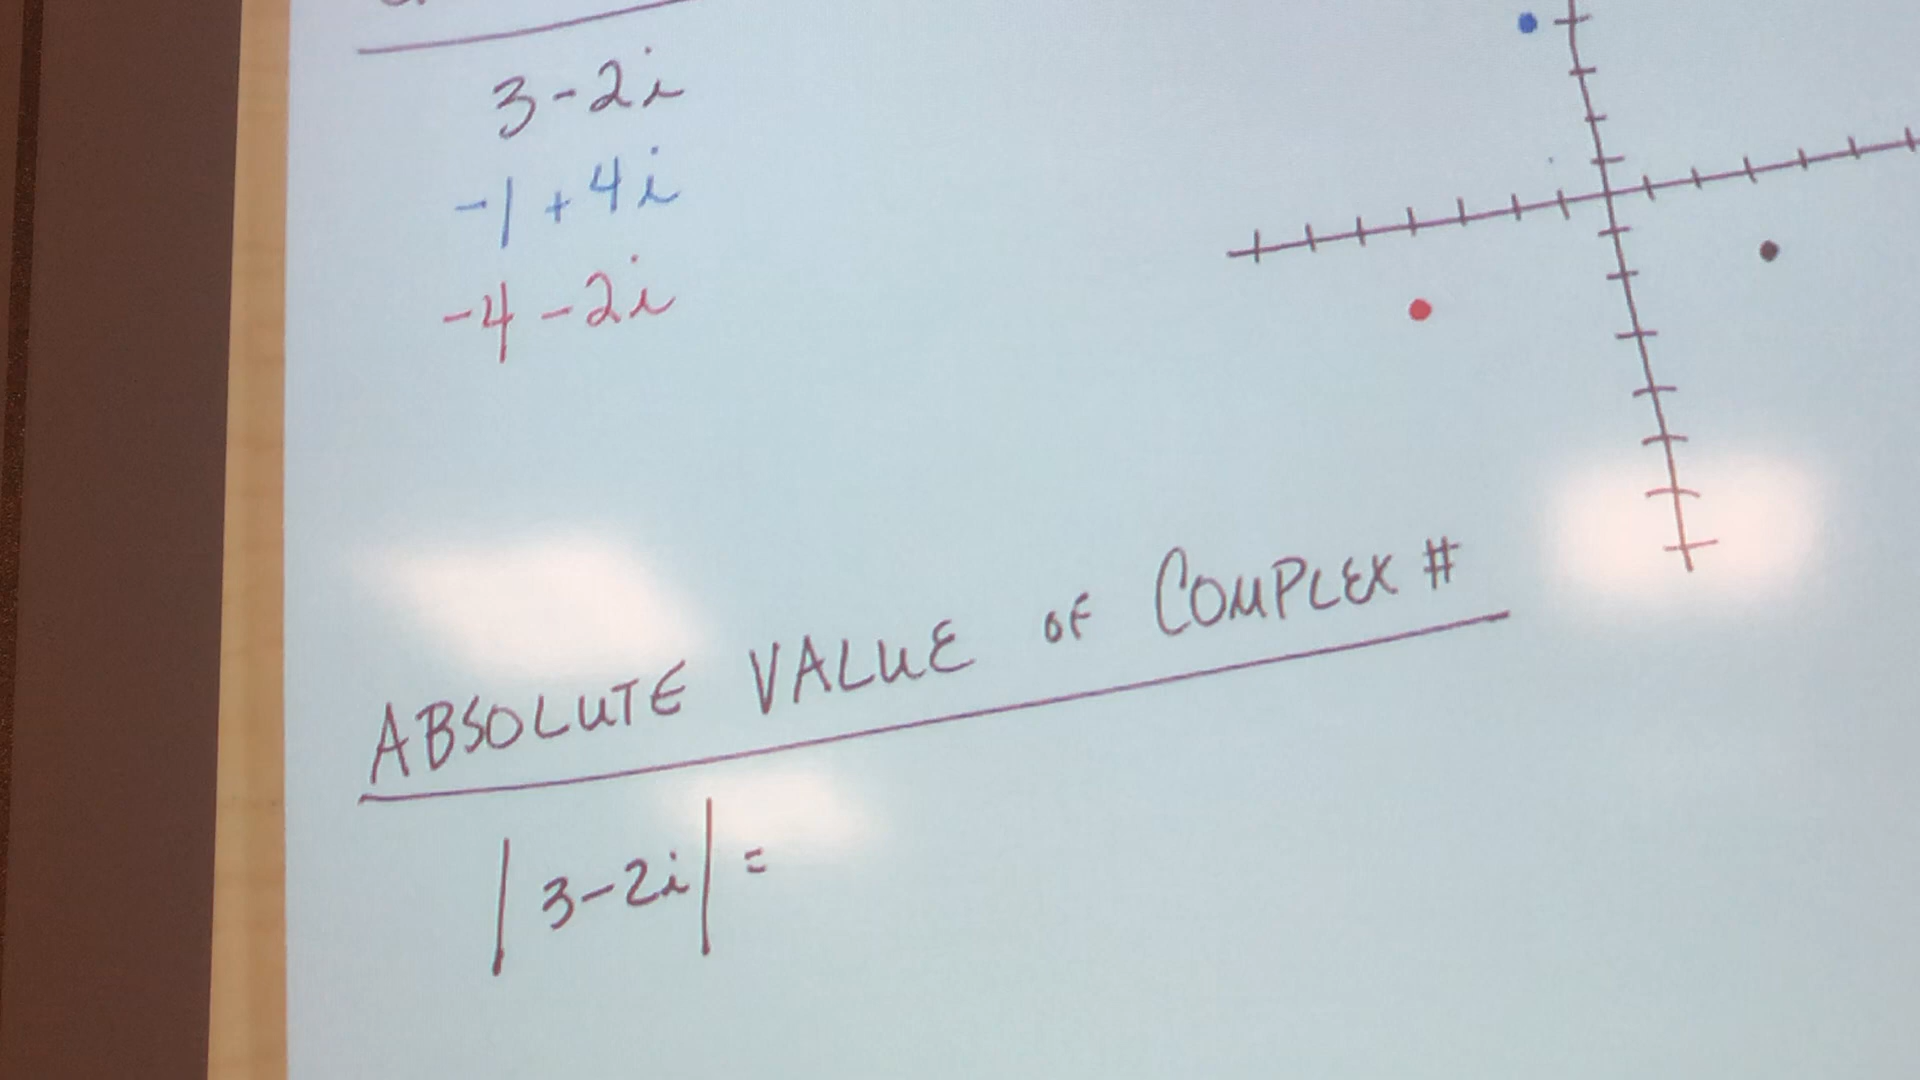 3-2i
-1+4i
-4-2i
ABSOLUTE VALUE OF COMPLEX #
|3-2i| =